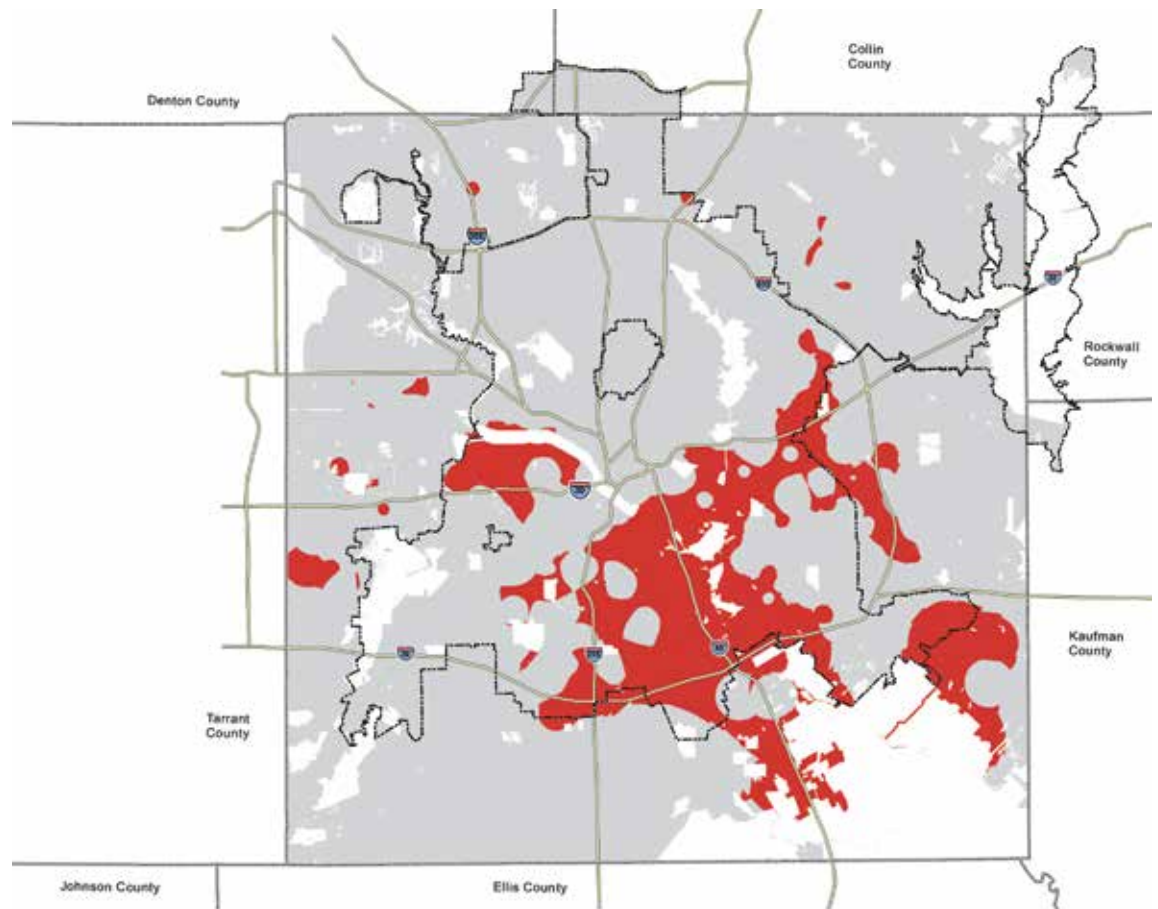 Collin
County
Denton County
Rockwall
County
Kaufman
County
Tarrant
County
Johnson County
Ellis County